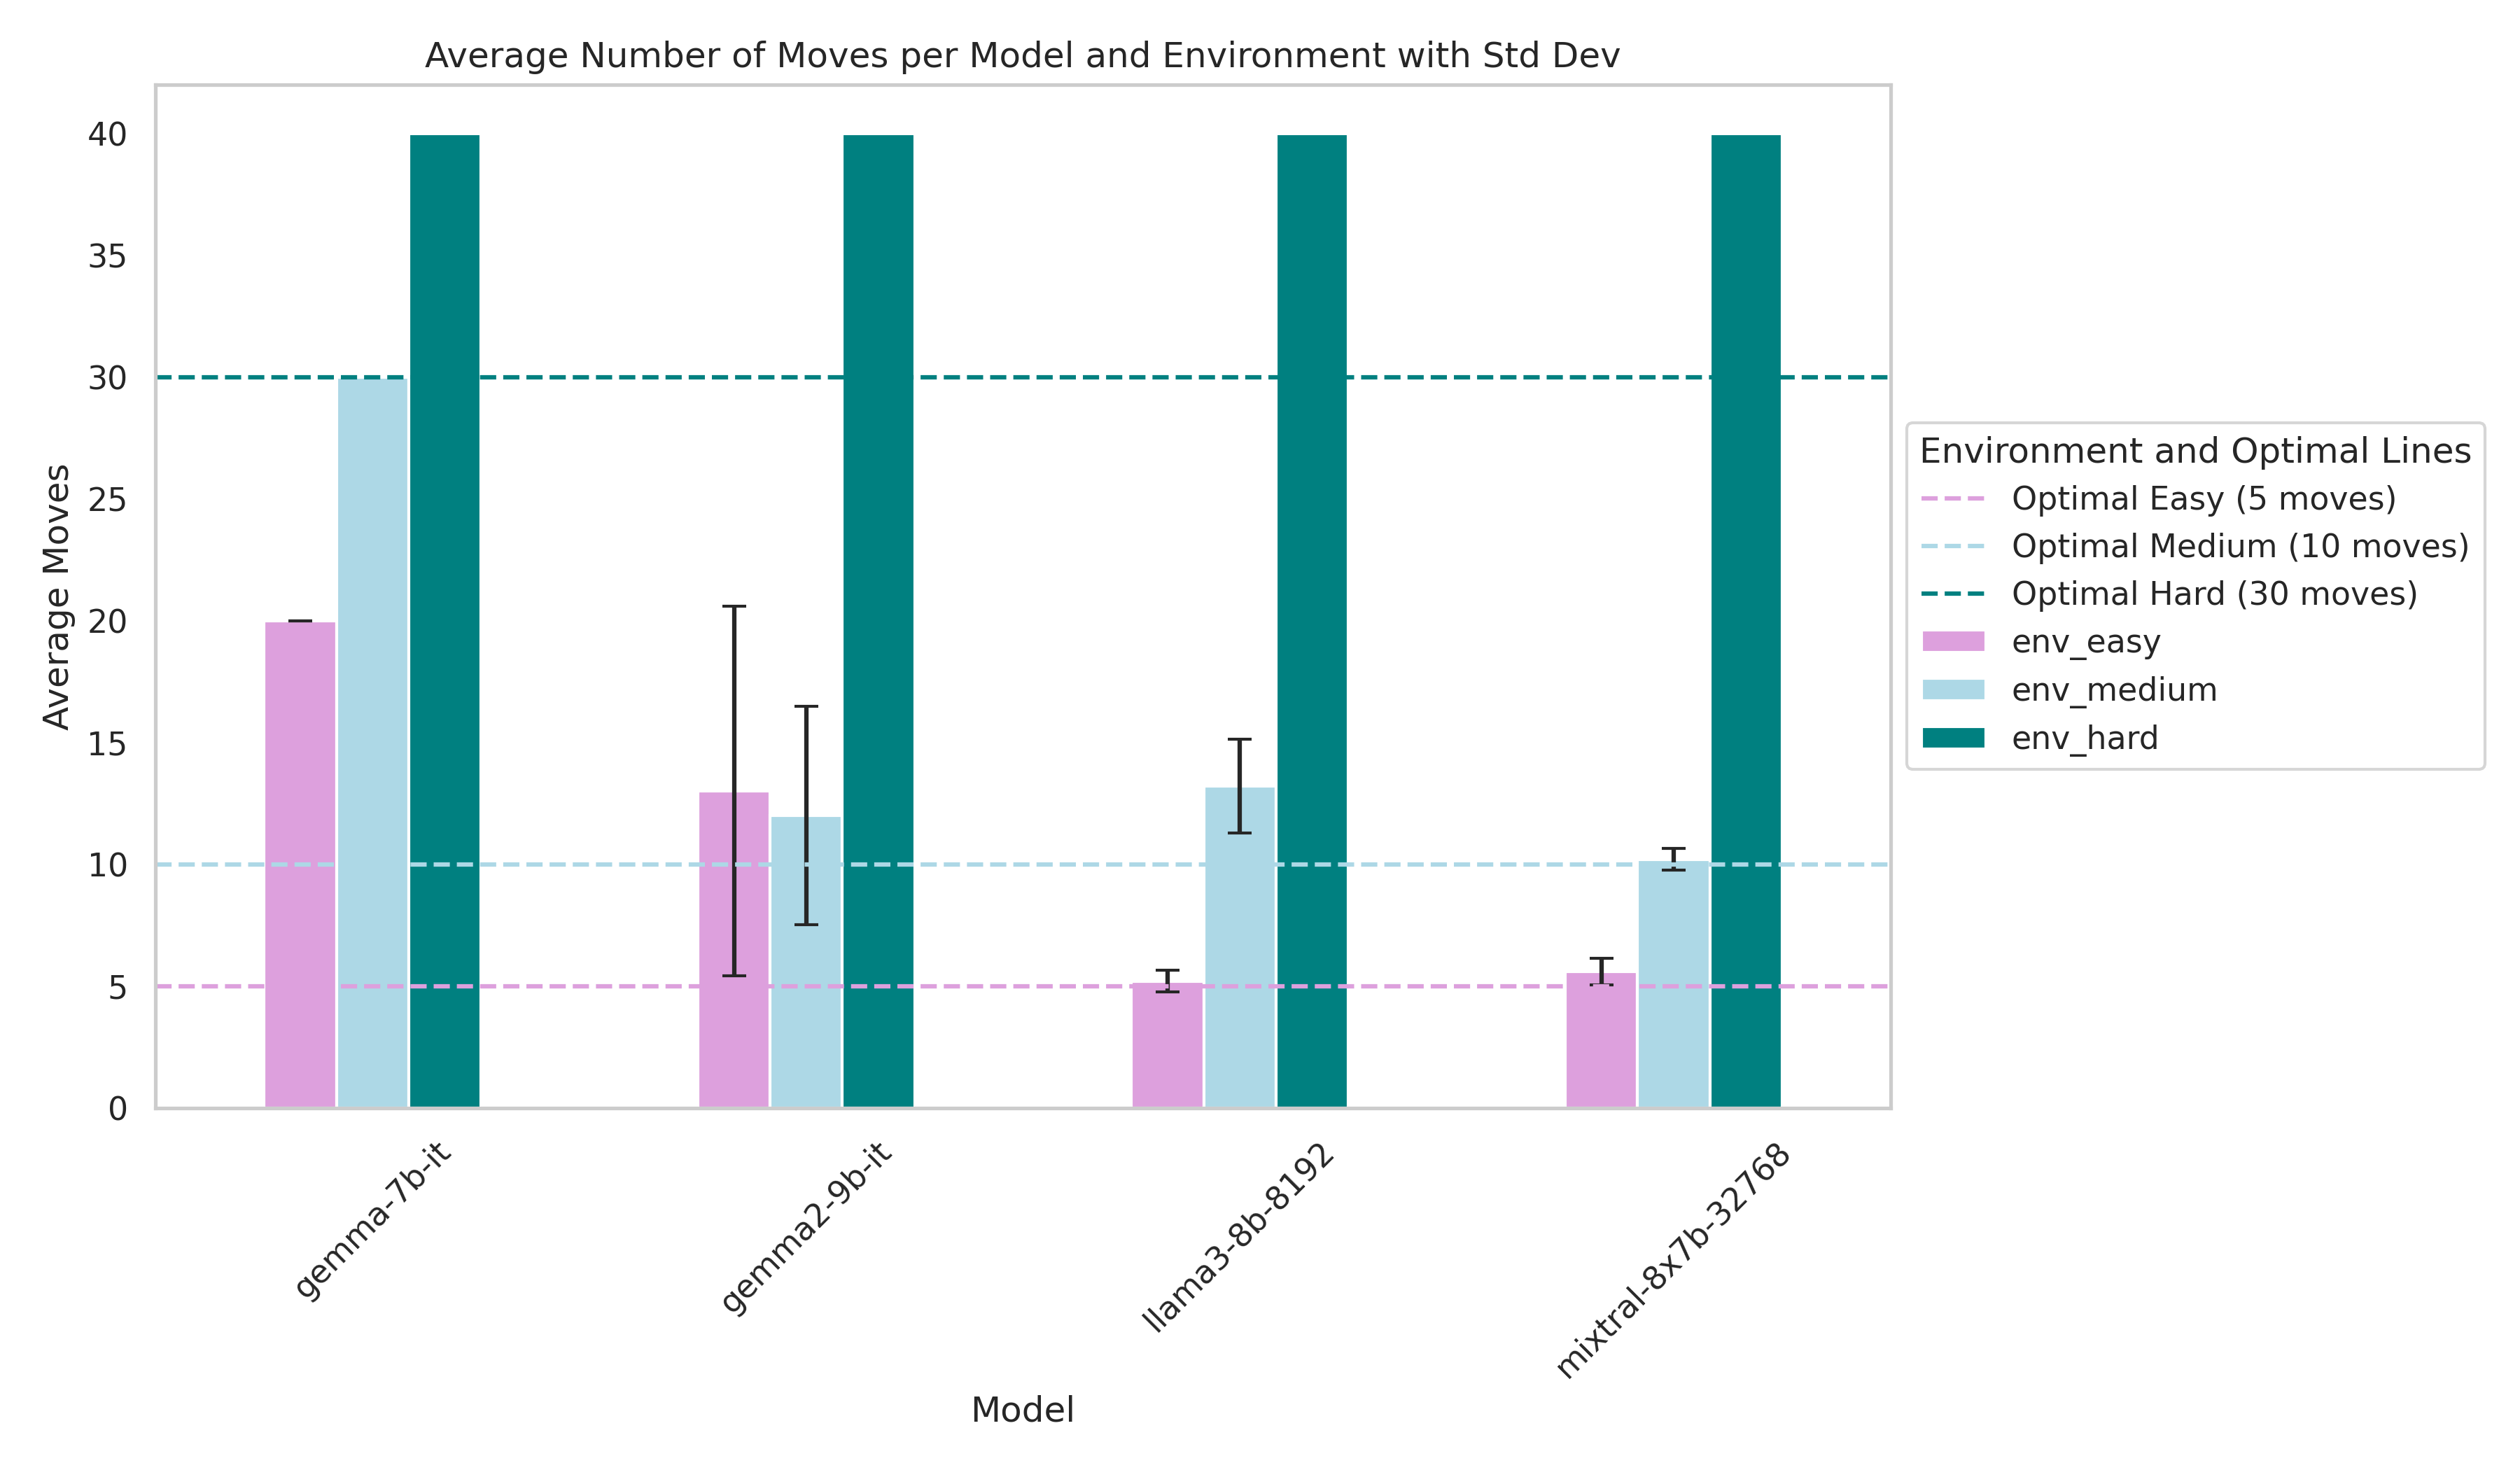 Average Number of Moves per Model and Environment with Std Dev
Average Moves
40
35
30
25
20
15
10
5
0
gemma-7b-it
gemma2-9b-it
llama3-8b-8192
mixtral-8x7b-32768
Model
Environment and Optimal Lines
Optimal Easy (5 moves)
Optimal Medium (10 moves)
Optimal Hard (30 moves)
env_easy
env_medium
env_hard